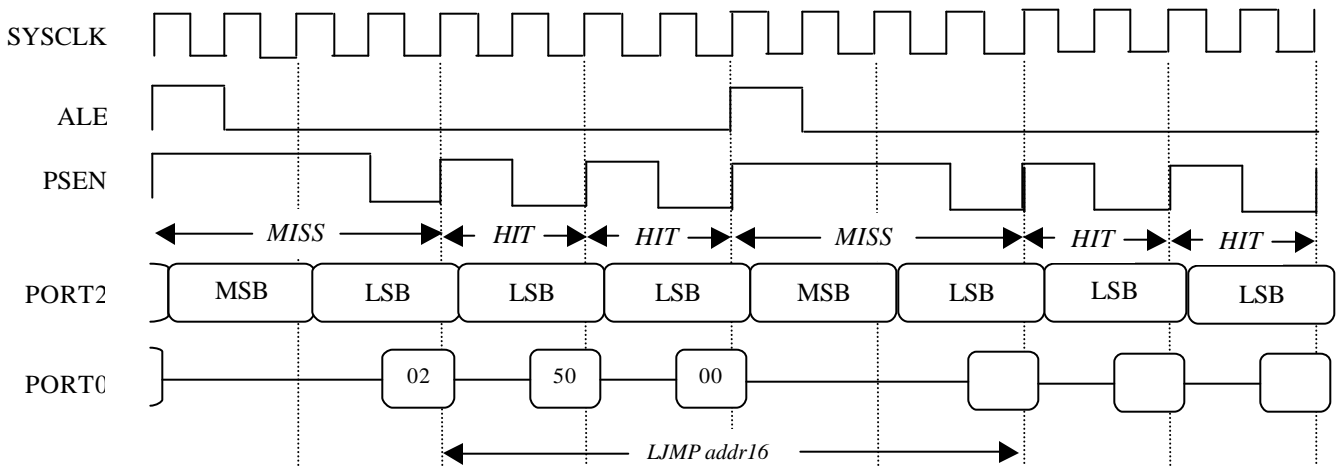 SYSCLK
ALE
PSEN
MISS HIT HIT MISS HIT HIT
PORT2 MSB LSB LSB LSB MSB LSB LSB LSB
PORT0 02 50 00
LJMP addr16